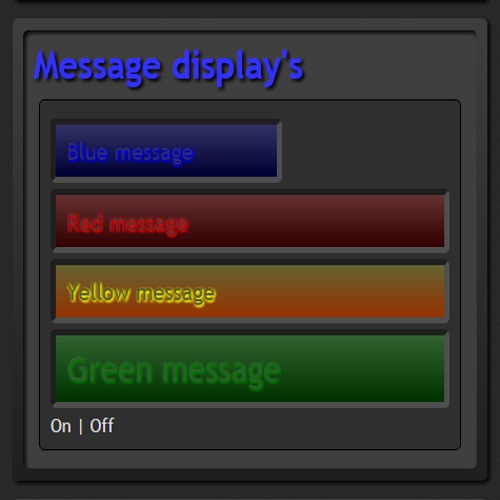 Message display's
Blue message
Red message
Yellow message
Green message
On | Off